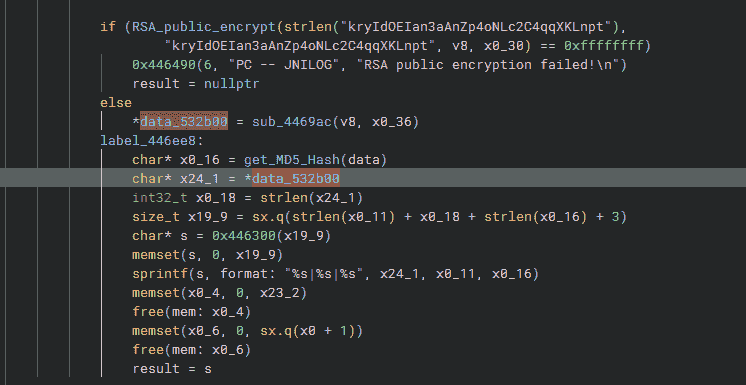 if (RSA_public_encrypt(strlen("kryIdOEIan3aAnZp4oNLc2C4qqXKLnpt"),
"kryIdOEIan3aAnZp4oNLc2C4qqXKLnpt", v8, x0_30) == 0xffffffff)
0x446490(6, "PC -- JNILOG", "RSA public encryption failed!\n")
result = nullptr
else
*data_532b00 = sub_4469ac(v8, x0_36)
label_446ee8:
char* x0_16 = get_MD5_Hash(data)
char* x24_1 = *data_532b00
int32_t x0_18 = strlen(x24_1)
size_t x19_9 = sx.q(strlen(x0_11) + x0_18 + strlen(x0_16) + 3)
char* s = 0x446300(x19_9)
memset(s, 0, x19_9)
sprintf(s, format: "%s|%s|%s", x24_1, x0_11, x0_16)
memset(x0_4, 0, x23_2)
free(mem: x0_4)
memset(x0_6, 0, sx.q(x0 + 1))
free(mem: x0_6)
result = s